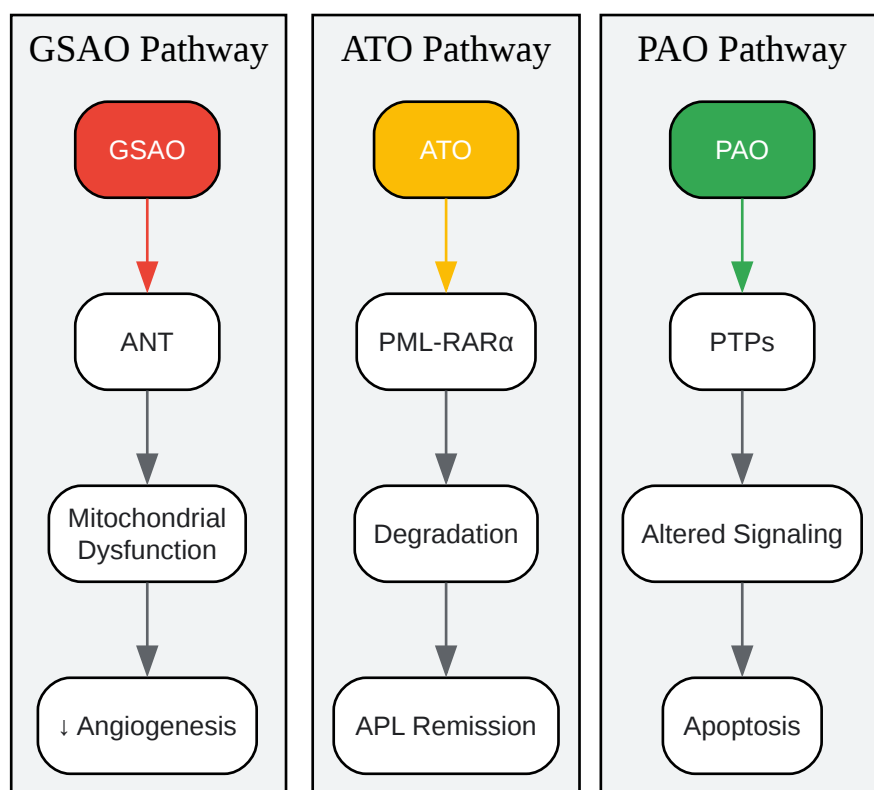 GSAO Pathway
GSAO
ANT
Mitochondrial
Dysfunction
↓ Angiogenesis
ATO Pathway
ATO
PML-RARα
Degradation
APL Remission
PAO Pathway
PAO
PTPs
Altered Signaling
Apoptosis